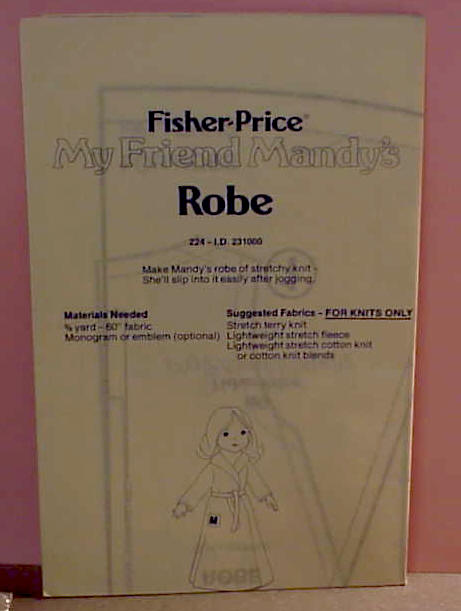 Fisher-Price®
My Friend Mandy's
Robe
224 - I.D. 231000
Make Mandy's robe of stretchy knit -
She'll slip into it easily after jogging.
Materials Needed
60" fabric
Monogram or emblem (optional)
Suggested Fabrics - FOR KNITS ONLY
Stretch terry knit
Lightweight stretch fleece
Lightweight stretch cotton knit
or cotton knit blends
M
ROBE